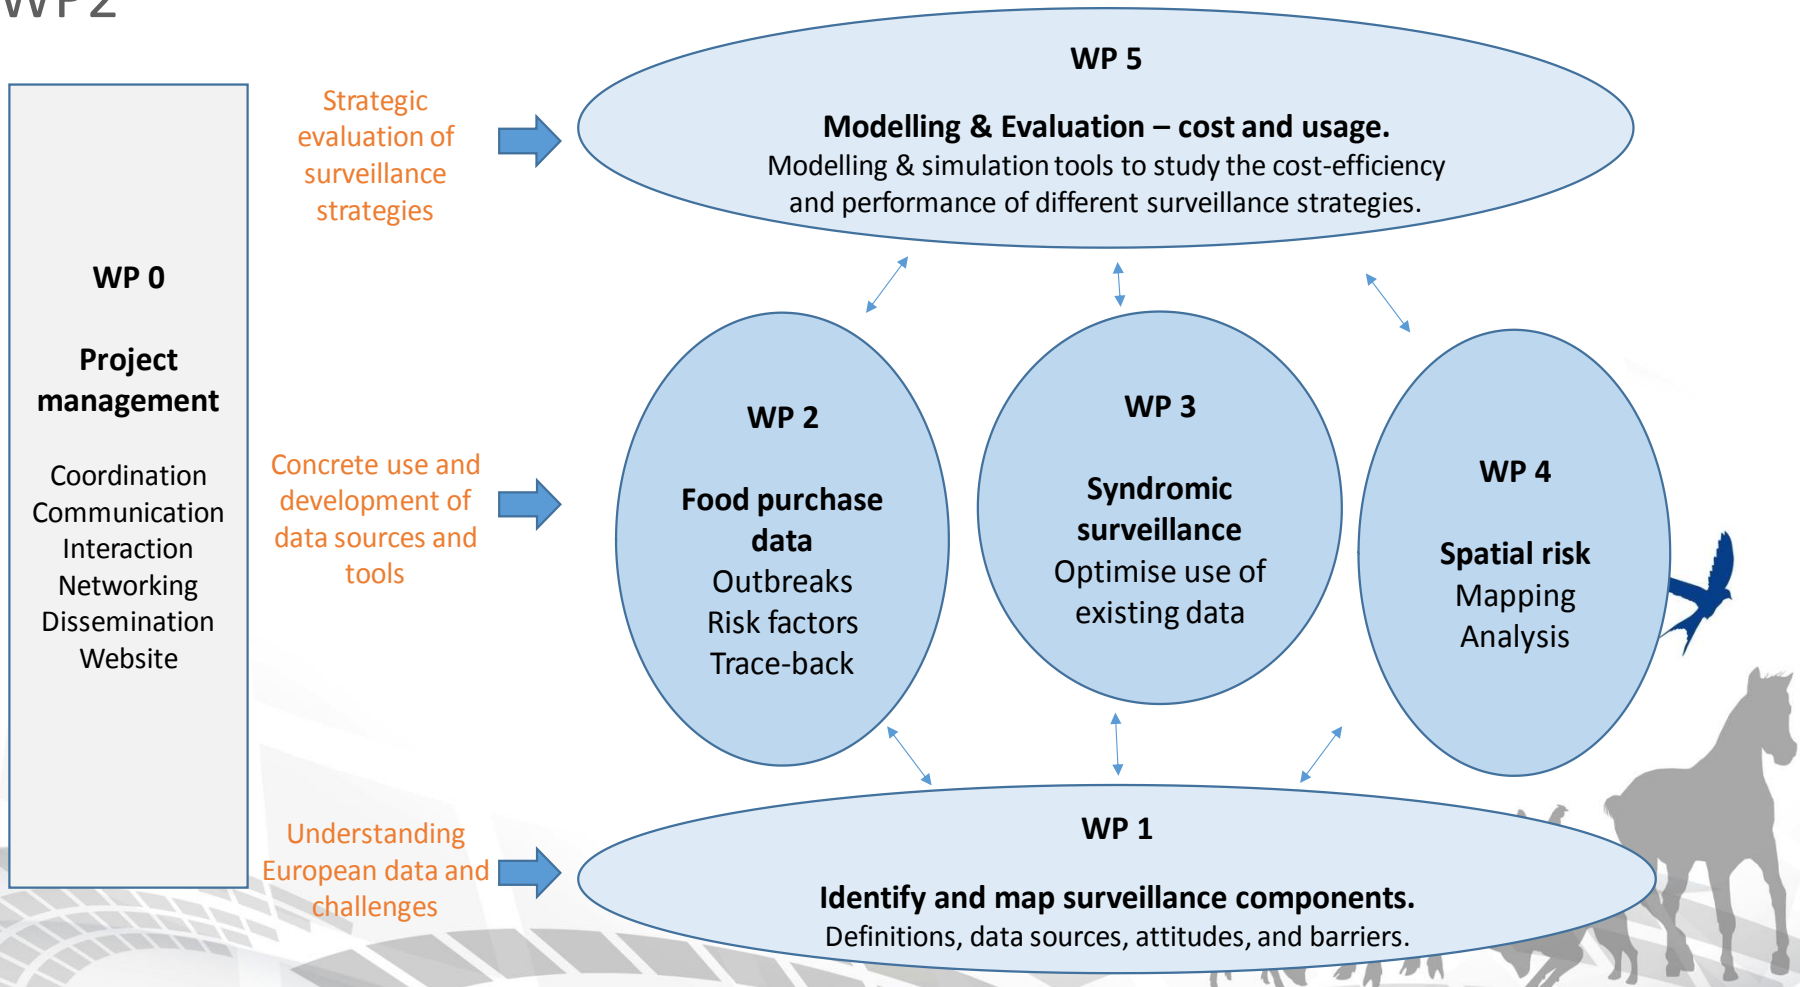 WP2
WP 0
Project
management
Coordination
Communication
Interaction
Networking
Dissemination
Website
Strategic
evaluation of
surveillance
strategies
WP 5
Modelling & Evaluation – cost and usage.
Modelling & simulation tools to study the cost-efficiency
and performance of different surveillance strategies.
Concrete use and
development of
data sources and
tools
WP 2
Food purchase
data
Outbreaks
Risk factors
Trace-back
WP 3
Syndromic
surveillance
Optimise use of
existing data
WP 4
Spatial risk
Mapping
Analysis
Understanding
European data and
challenges
WP 1
Identify and map surveillance components.
Definitions, data sources, attitudes, and barriers.